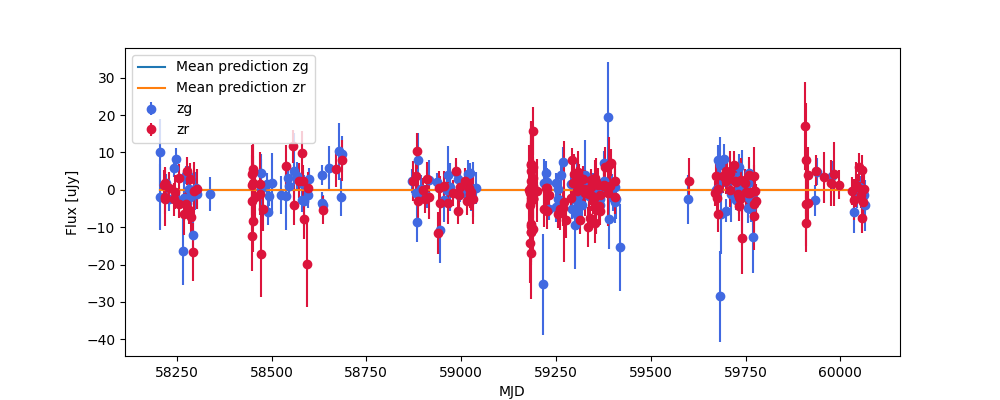 Mean prediction zg
Mean prediction zr
zg
zr
Flux [uJy]
30
20
10
0
−10
−20
−30
−40
58250 58500 58750 59000 59250 59500 59750 60000
MJD